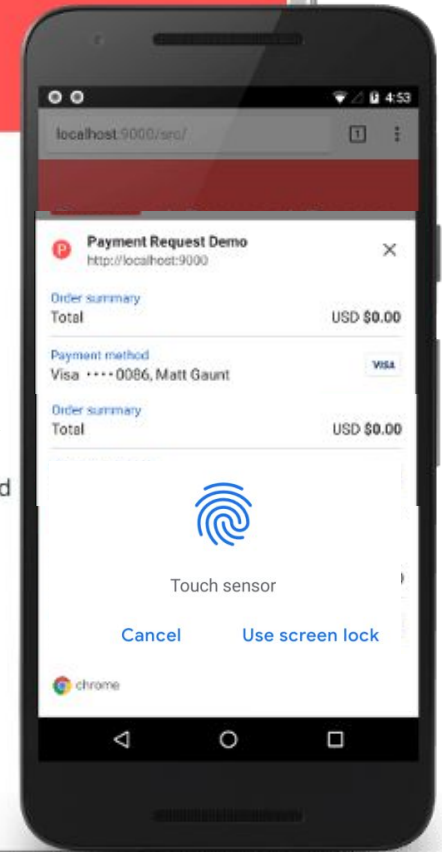 4:53
localhost:9000/src/
1
P
Payment Request Demo
http://localhost:9000
Order summary
Total USD $0.00
Payment method
Visa ····0086, Matt Gaunt VISA
Order summary
Total USD $0.00
d
Touch sensor
Cancel Use screen lock
chrome